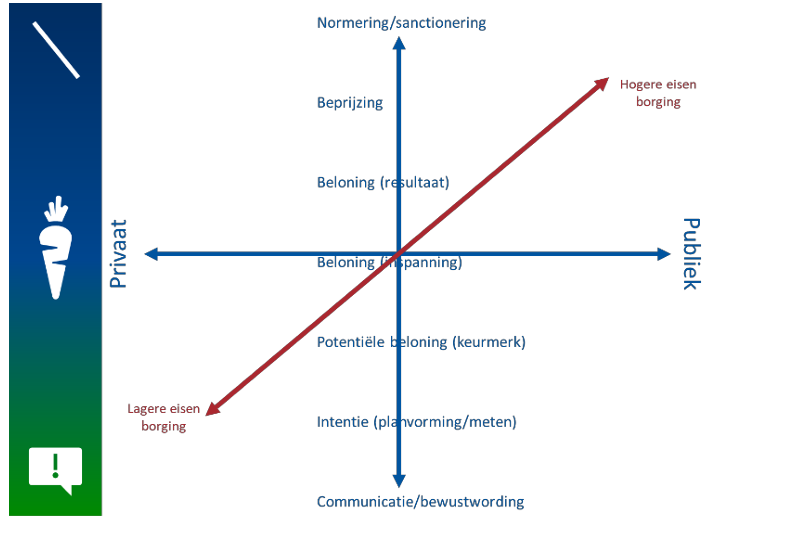 Normering/sanctionering
Hogere eisen
borging
Beprijzing
Beloning (resultaat)
Privaat
Publiek
Beloning (inspanning)
Potentiële beloning (keurmerk)
Lagere eisen
borging
Intentie (planvorming/meten)
!
Communicatie/bewustwording